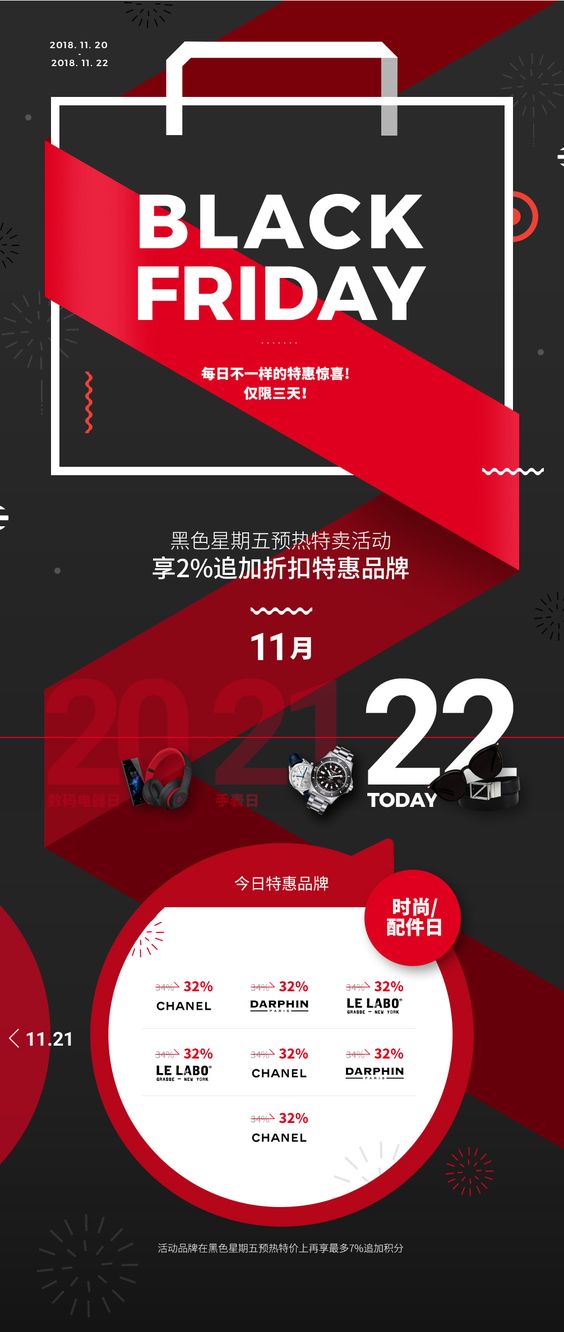 2018. 11. 20
-
2018. 11. 22
BLACK
FRIDAY
每日不一样的特惠惊喜!
仅限三天!
黑色星期五预热特卖活动
享2%追加折扣特惠品牌
11月
20 21 22
数码电器日 手表日 TODAY
今日特惠品牌
时尚/
配件日
34% 32% 34% 32% 34% 32%
CHANEL DARPHIN LE LABO
PARIS GRASSE — NEW YORK
< 11.21
34% 32% 34% 32% 34% 32%
LE LABO CHANEL DARPHIN
GRASSE — NEW YORK PARIS
34% 32%
CHANEL
活动品牌在黑色星期五预热特价上再享最多7%追加积分